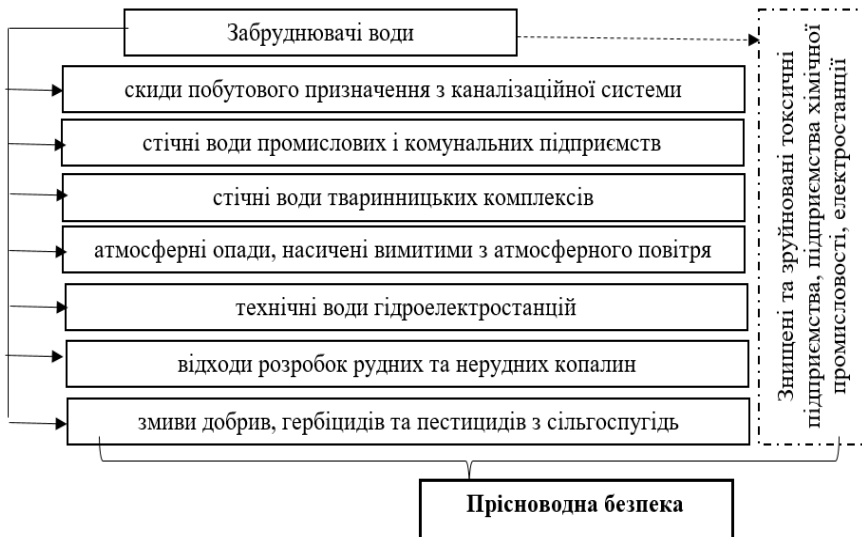 Забруднювачі води
скиди побутового призначення з каналізаційної системи
стічні води промислових і комунальних підприємств
стічні води тваринницьких комплексів
атмосферні опади, насичені вимитими з атмосферного повітря
технічні води гідроелектростанцій
відходи розробок рудних та нерудних копалин
змиви добрив, гербіцидів та пестицидів з сільгоспугідь
Знищені та зруйновані токсичні
підприємства, підприємства хімічної
промисловості, електростанції
Прісноводна безпека